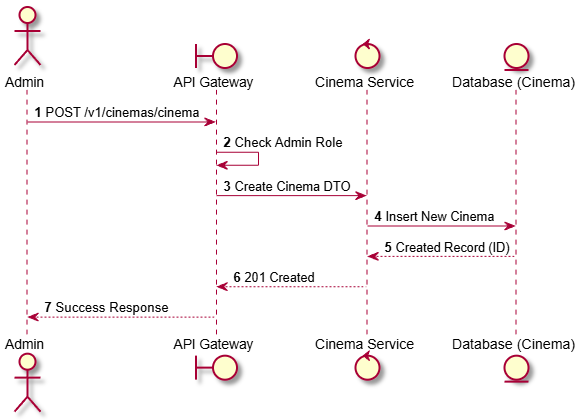 Admin
API Gateway
Cinema Service
Database (Cinema)
1 POST /v1/cinemas/cinema
2 Check Admin Role
3 Create Cinema DTO
4 Insert New Cinema
5 Created Record (ID)
6 201 Created
7 Success Response
Admin
API Gateway
Cinema Service
Database (Cinema)